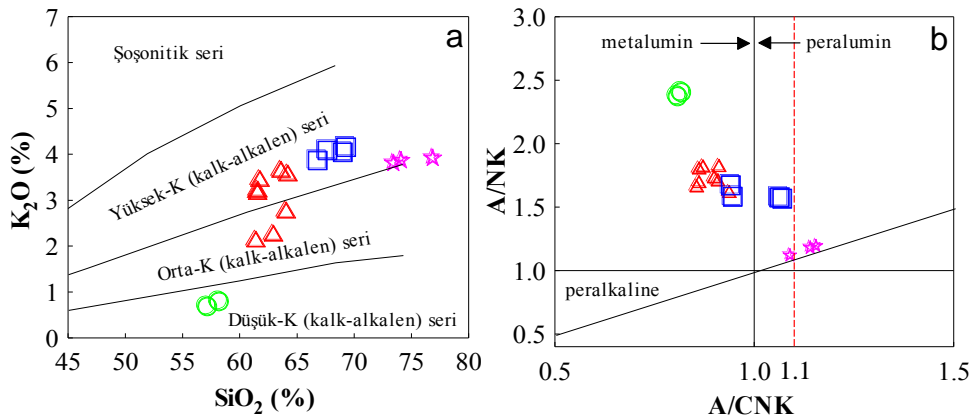 a
Şoşonitik seri
Yüksek-K (kalk-alkalen) seri
Orta-K (kalk-alkalen) seri
Düşük-K (kalk-alkalen) seri
K₂O (%)
7
6
5
4
3
2
1
0
45 50 55 60 65 70 75 80
SiO₂ (%)
b
metalumin peralumin
peralkaline
A/NK
3.0
2.5
2.0
1.5
1.0
0.5
0.5 1.0 1.1 1.5
A/CNK